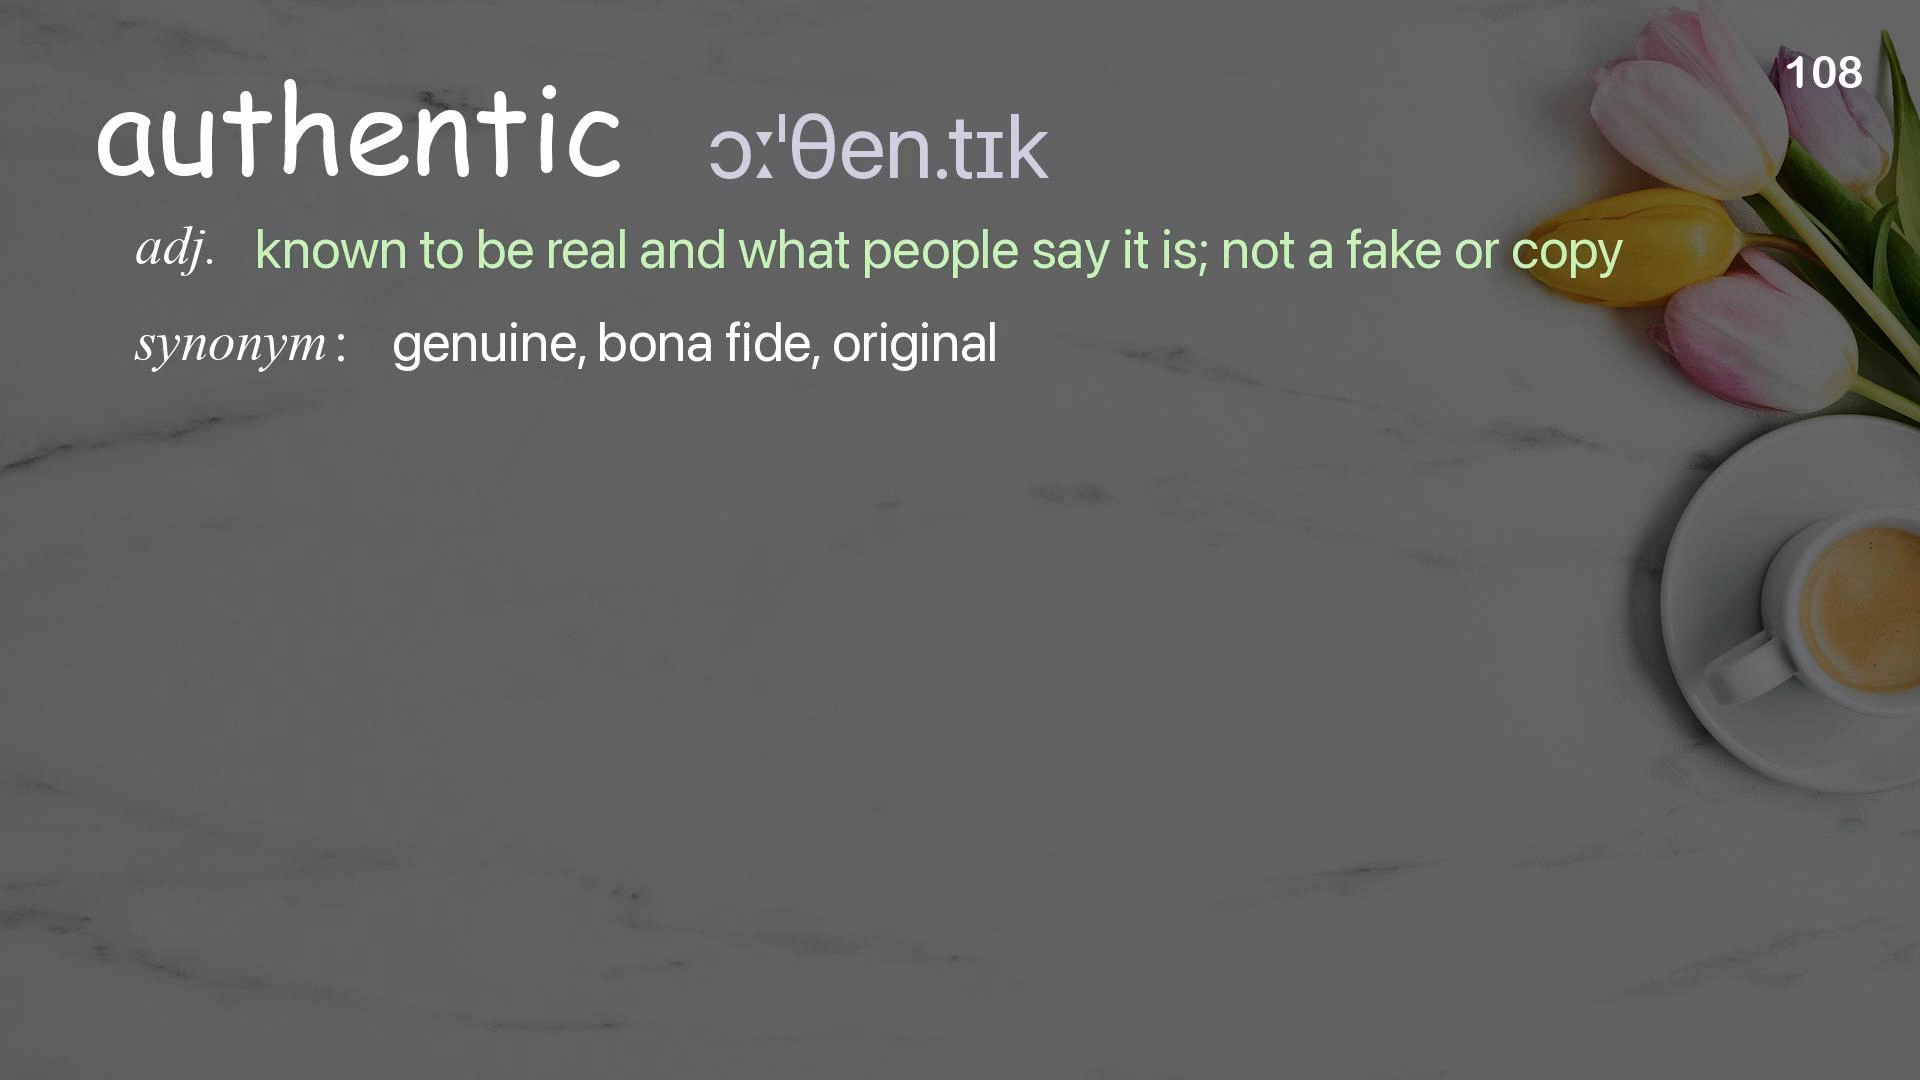 108
authentic ɔːˈθen.tɪk
adj. known to be real and what people say it is; not a fake or copy
synonym: genuine, bona fide, original